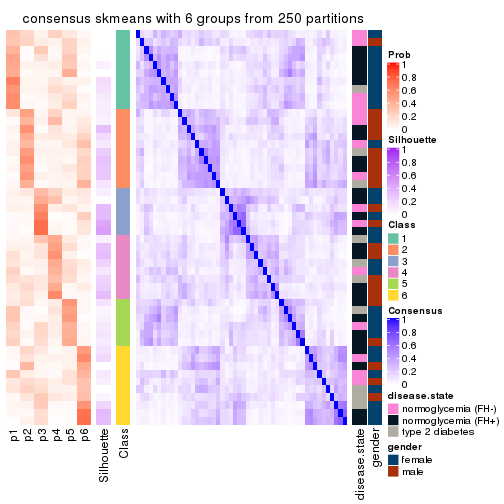 consensus skmeans with 6 groups from 250 partitions
Prob
1
0.8
0.6
0.4
0.2
0
Silhouette
1
0.8
0.6
0.4
0.2
0
Class
1
2
3
4
5
6
Consensus
1
0.8
0.6
0.4
0.2
0
disease.state
normoglycemia (FH-)
normoglycemia (FH+)
type 2 diabetes
gender
female
male
p1
p2
p3
p4
p5
p6
Silhouette
Class
disease.state
gender